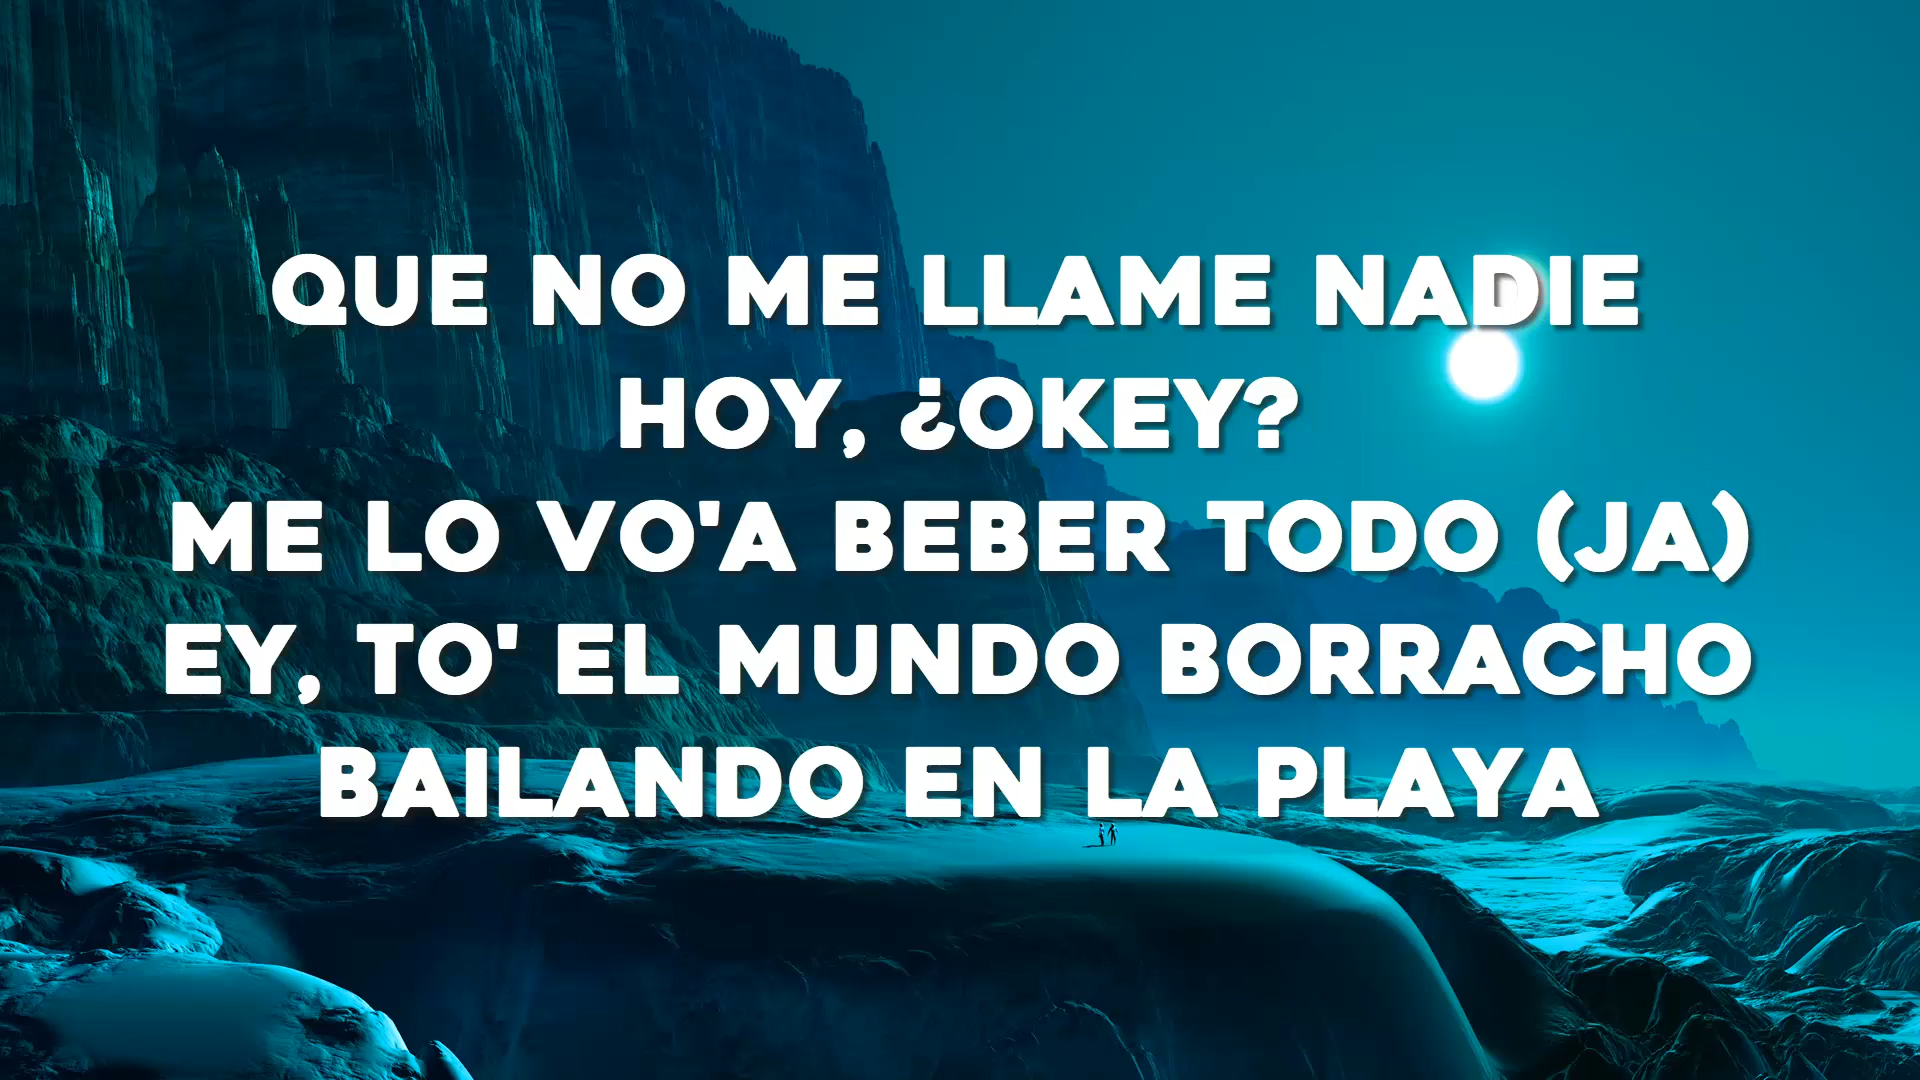 QUE NO ME LLAME NADIE
HOY, ¿OKEY?
ME LO VO'A BEBER TODO (JA)
EY, TO' EL MUNDO BORRACHO
BAILANDO EN LA PLAYA